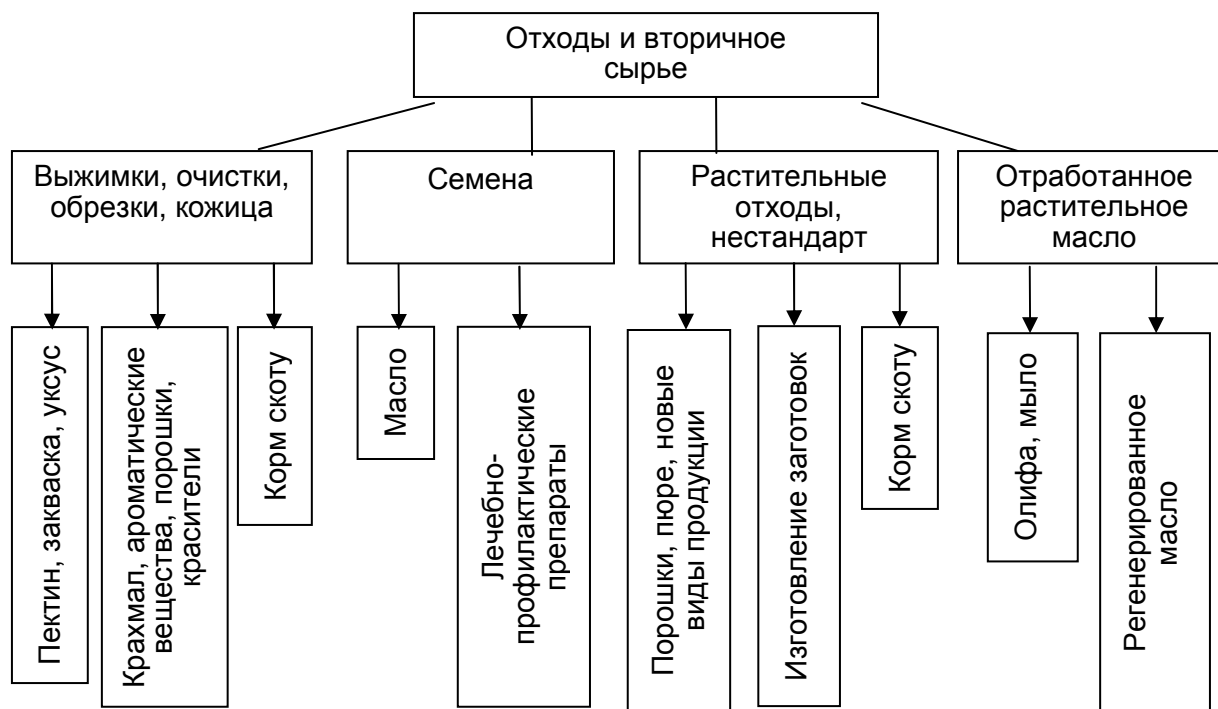 Отходы и вторичное
сырье
Выжимки, очистки,
обрезки, кожица
Семена
Растительные
отходы,
нестандарт
Отработанное
растительное
масло
Пектин, закваска, уксус
Крахмал, ароматические
вещества, порошки,
красители
Корм скоту
Масло
Лечебно-
профилактические
препараты
Порошки, пюре, новые
виды продукции
Изготовление заготовок
Корм скоту
Олифа, мыло
Регенерированное
масло